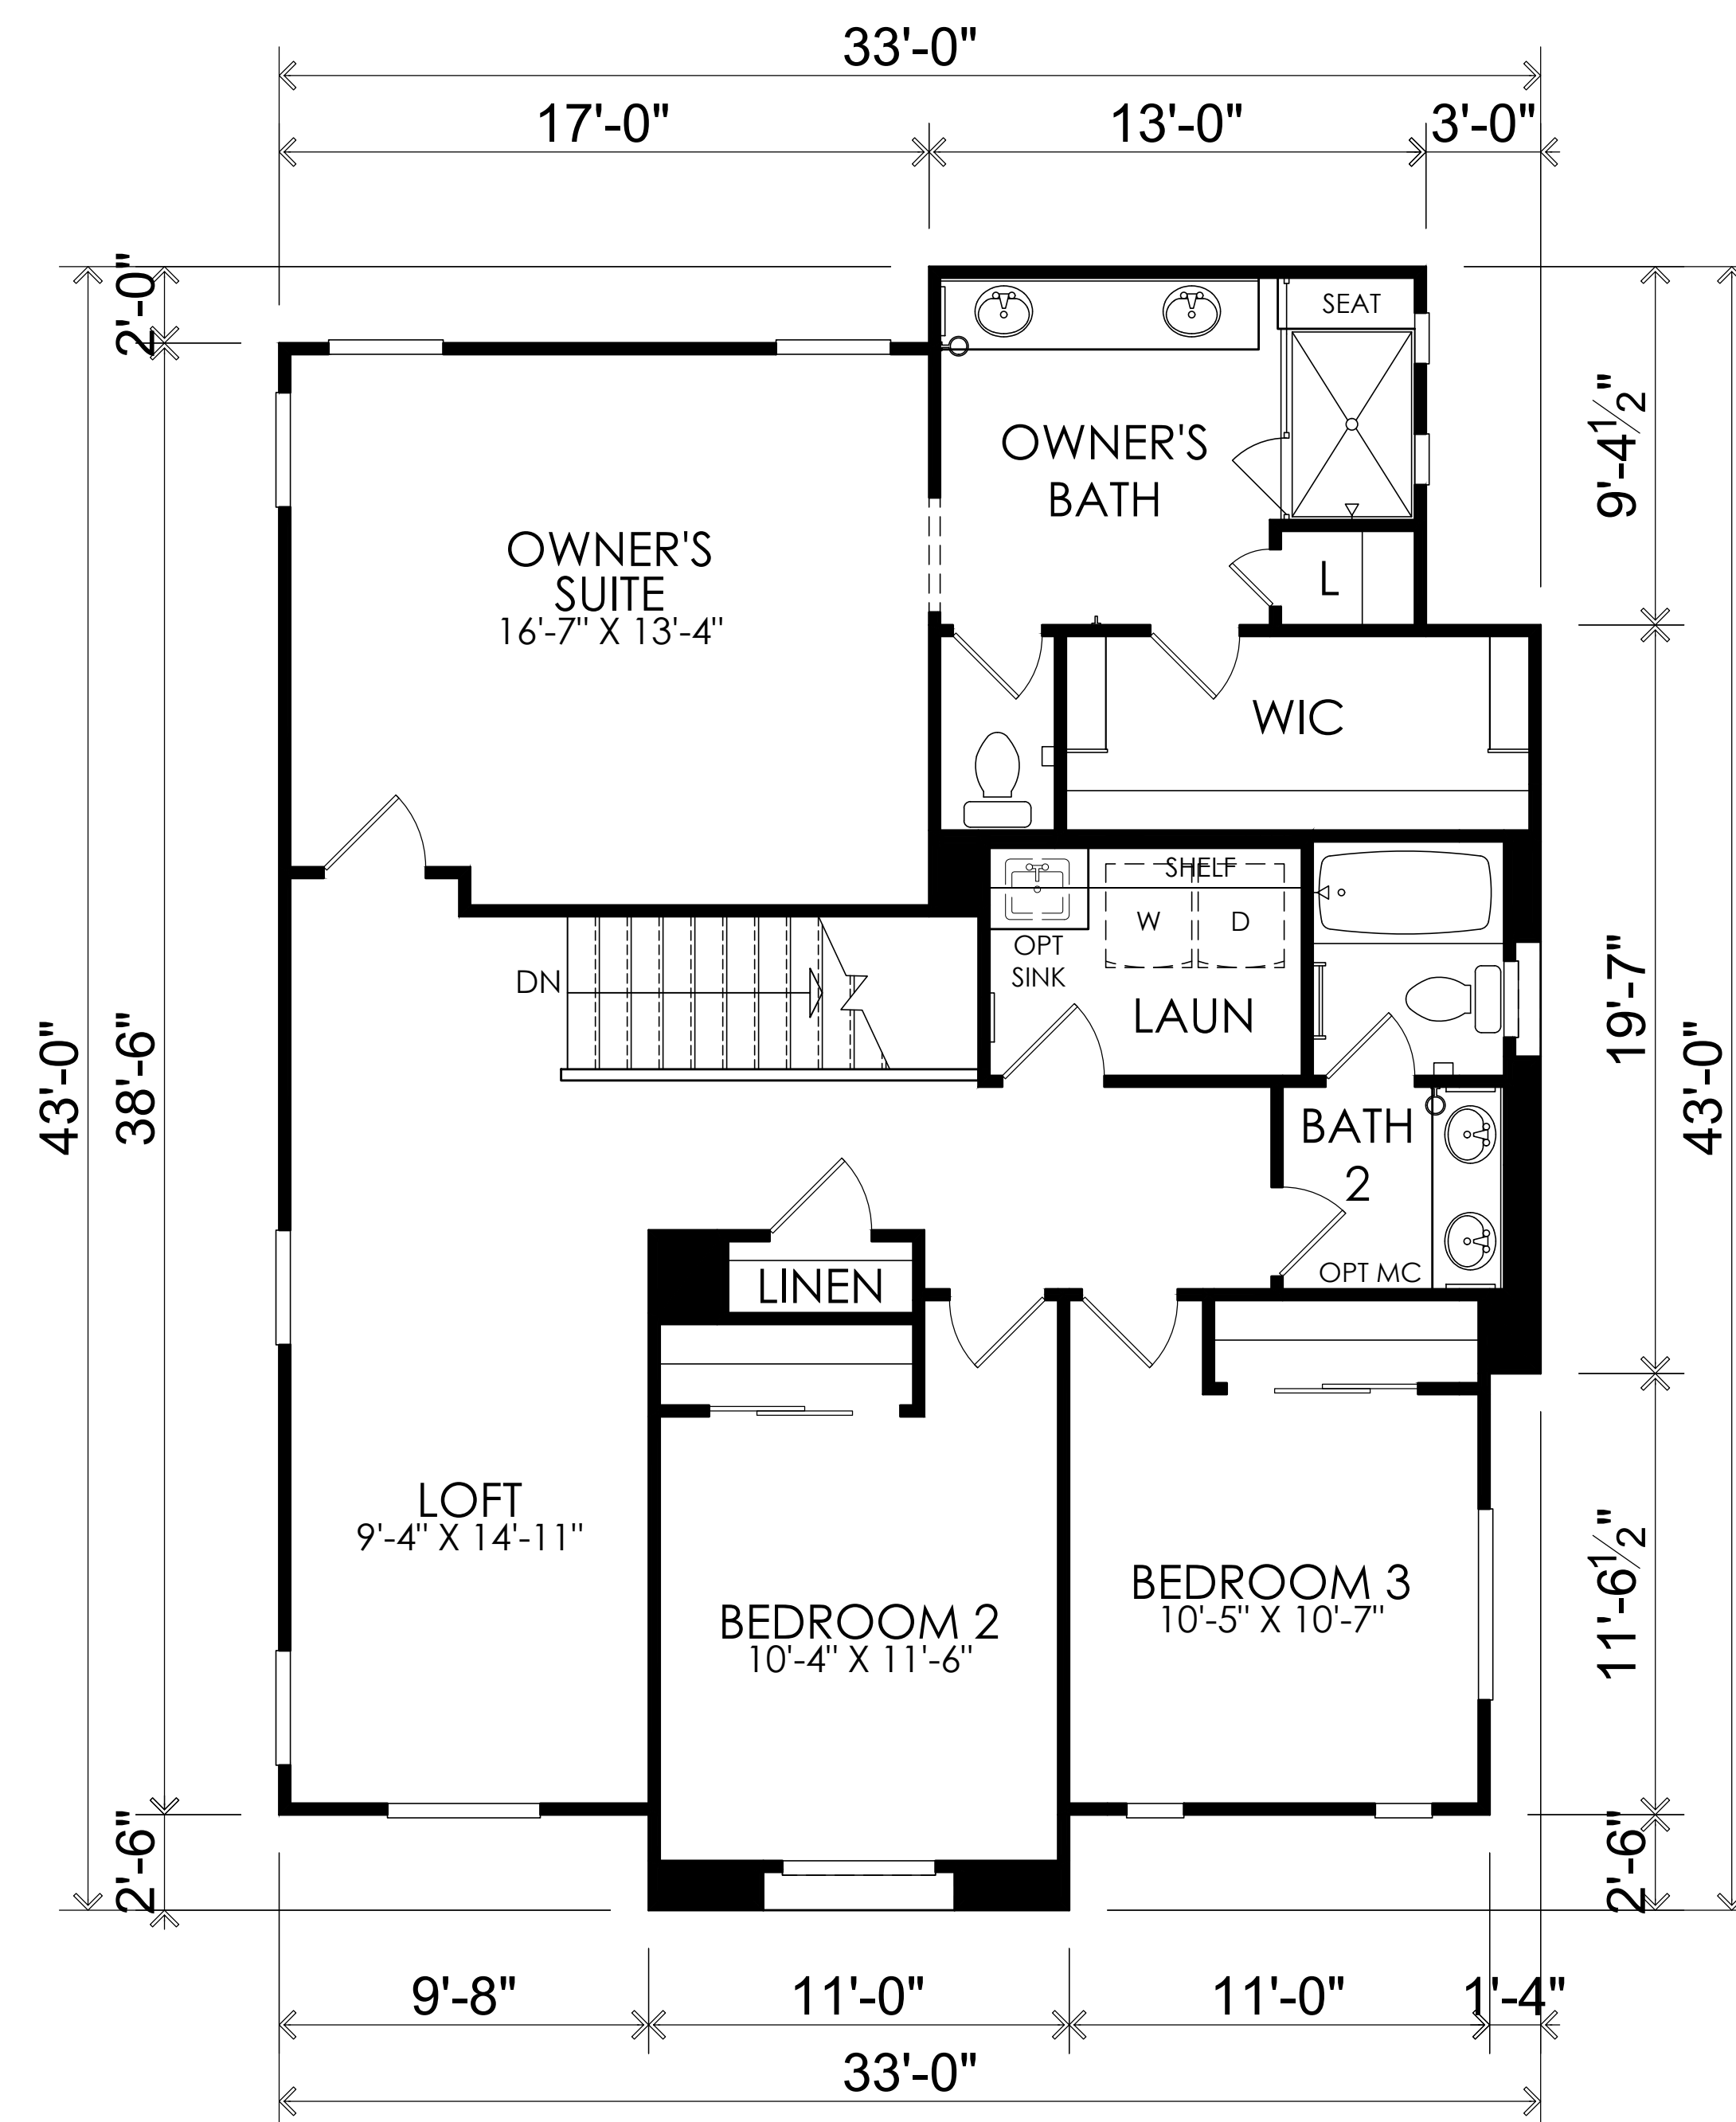 33'-0"
17'-0"
13'-0"
3'-0"
2'-0"
SEAT
9'-4 1/2"
OWNER'S
BATH
OWNER'S
SUITE
16'-7" X 13'-4"
L
WIC
SHELF
W
D
OPT
SINK
DN
LAUN
19'-7"
43'-0"
38'-6"
43'-0"
BATH
2
OPT MC
LINEN
LOFT
9'-4" X 14'-11"
BEDROOM 3
10'-5" X 10'-7"
11'-6 1/2"
BEDROOM 2
10'-4" X 11'-6"
2'-6"
2'-6"
9'-8"
11'-0"
11'-0"
1'-4"
33'-0"